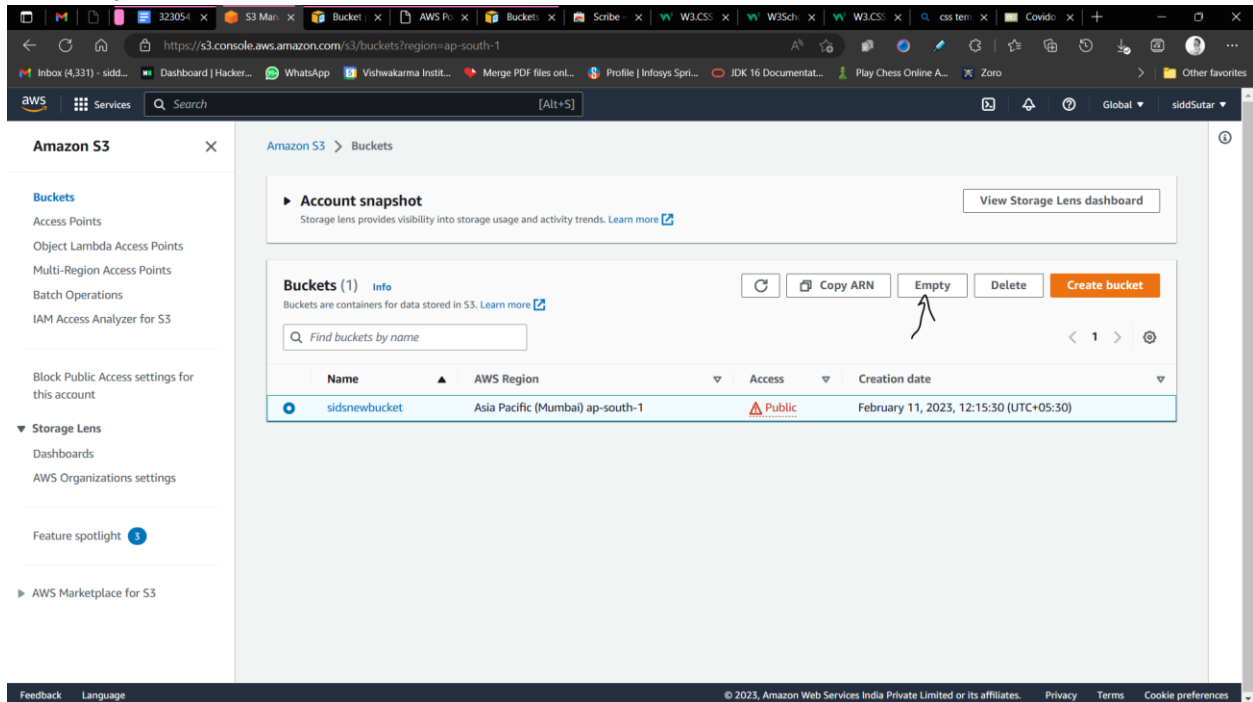 323054
S3 Man
Bucket
AWS Po
Buckets
Scribe -
W3.CSS
W3Sch
W3.CSS
css tem
Covido
https://s3.console.aws.amazon.com/s3/buckets?region=ap-south-1
Inbox (4,331) - sidd...
Dashboard | Hacker...
WhatsApp
Vishwakarma Instit...
Merge PDF files onl...
Profile | Infosys Spri...
JDK 16 Documentat...
Play Chess Online A...
Zoro
Other favorites
aws
Services
Search
[Alt+S]
Global
siddSutar
Amazon S3
Buckets
Access Points
Object Lambda Access Points
Multi-Region Access Points
Batch Operations
IAM Access Analyzer for S3
Block Public Access settings for
this account
Storage Lens
Dashboards
AWS Organizations settings
Feature spotlight 3
AWS Marketplace for S3
Amazon S3 > Buckets
Account snapshot
Storage lens provides visibility into storage usage and activity trends. Learn more
View Storage Lens dashboard
Buckets (1) Info
Buckets are containers for data stored in S3. Learn more
Copy ARN
Empty
Delete
Create bucket
Find buckets by name
< 1 >
Name AWS Region Access Creation date
sidsnewbucket Asia Pacific (Mumbai) ap-south-1 Public February 11, 2023, 12:15:30 (UTC+05:30)
Feedback Language © 2023, Amazon Web Services India Private Limited or its affiliates. Privacy Terms Cookie preferences